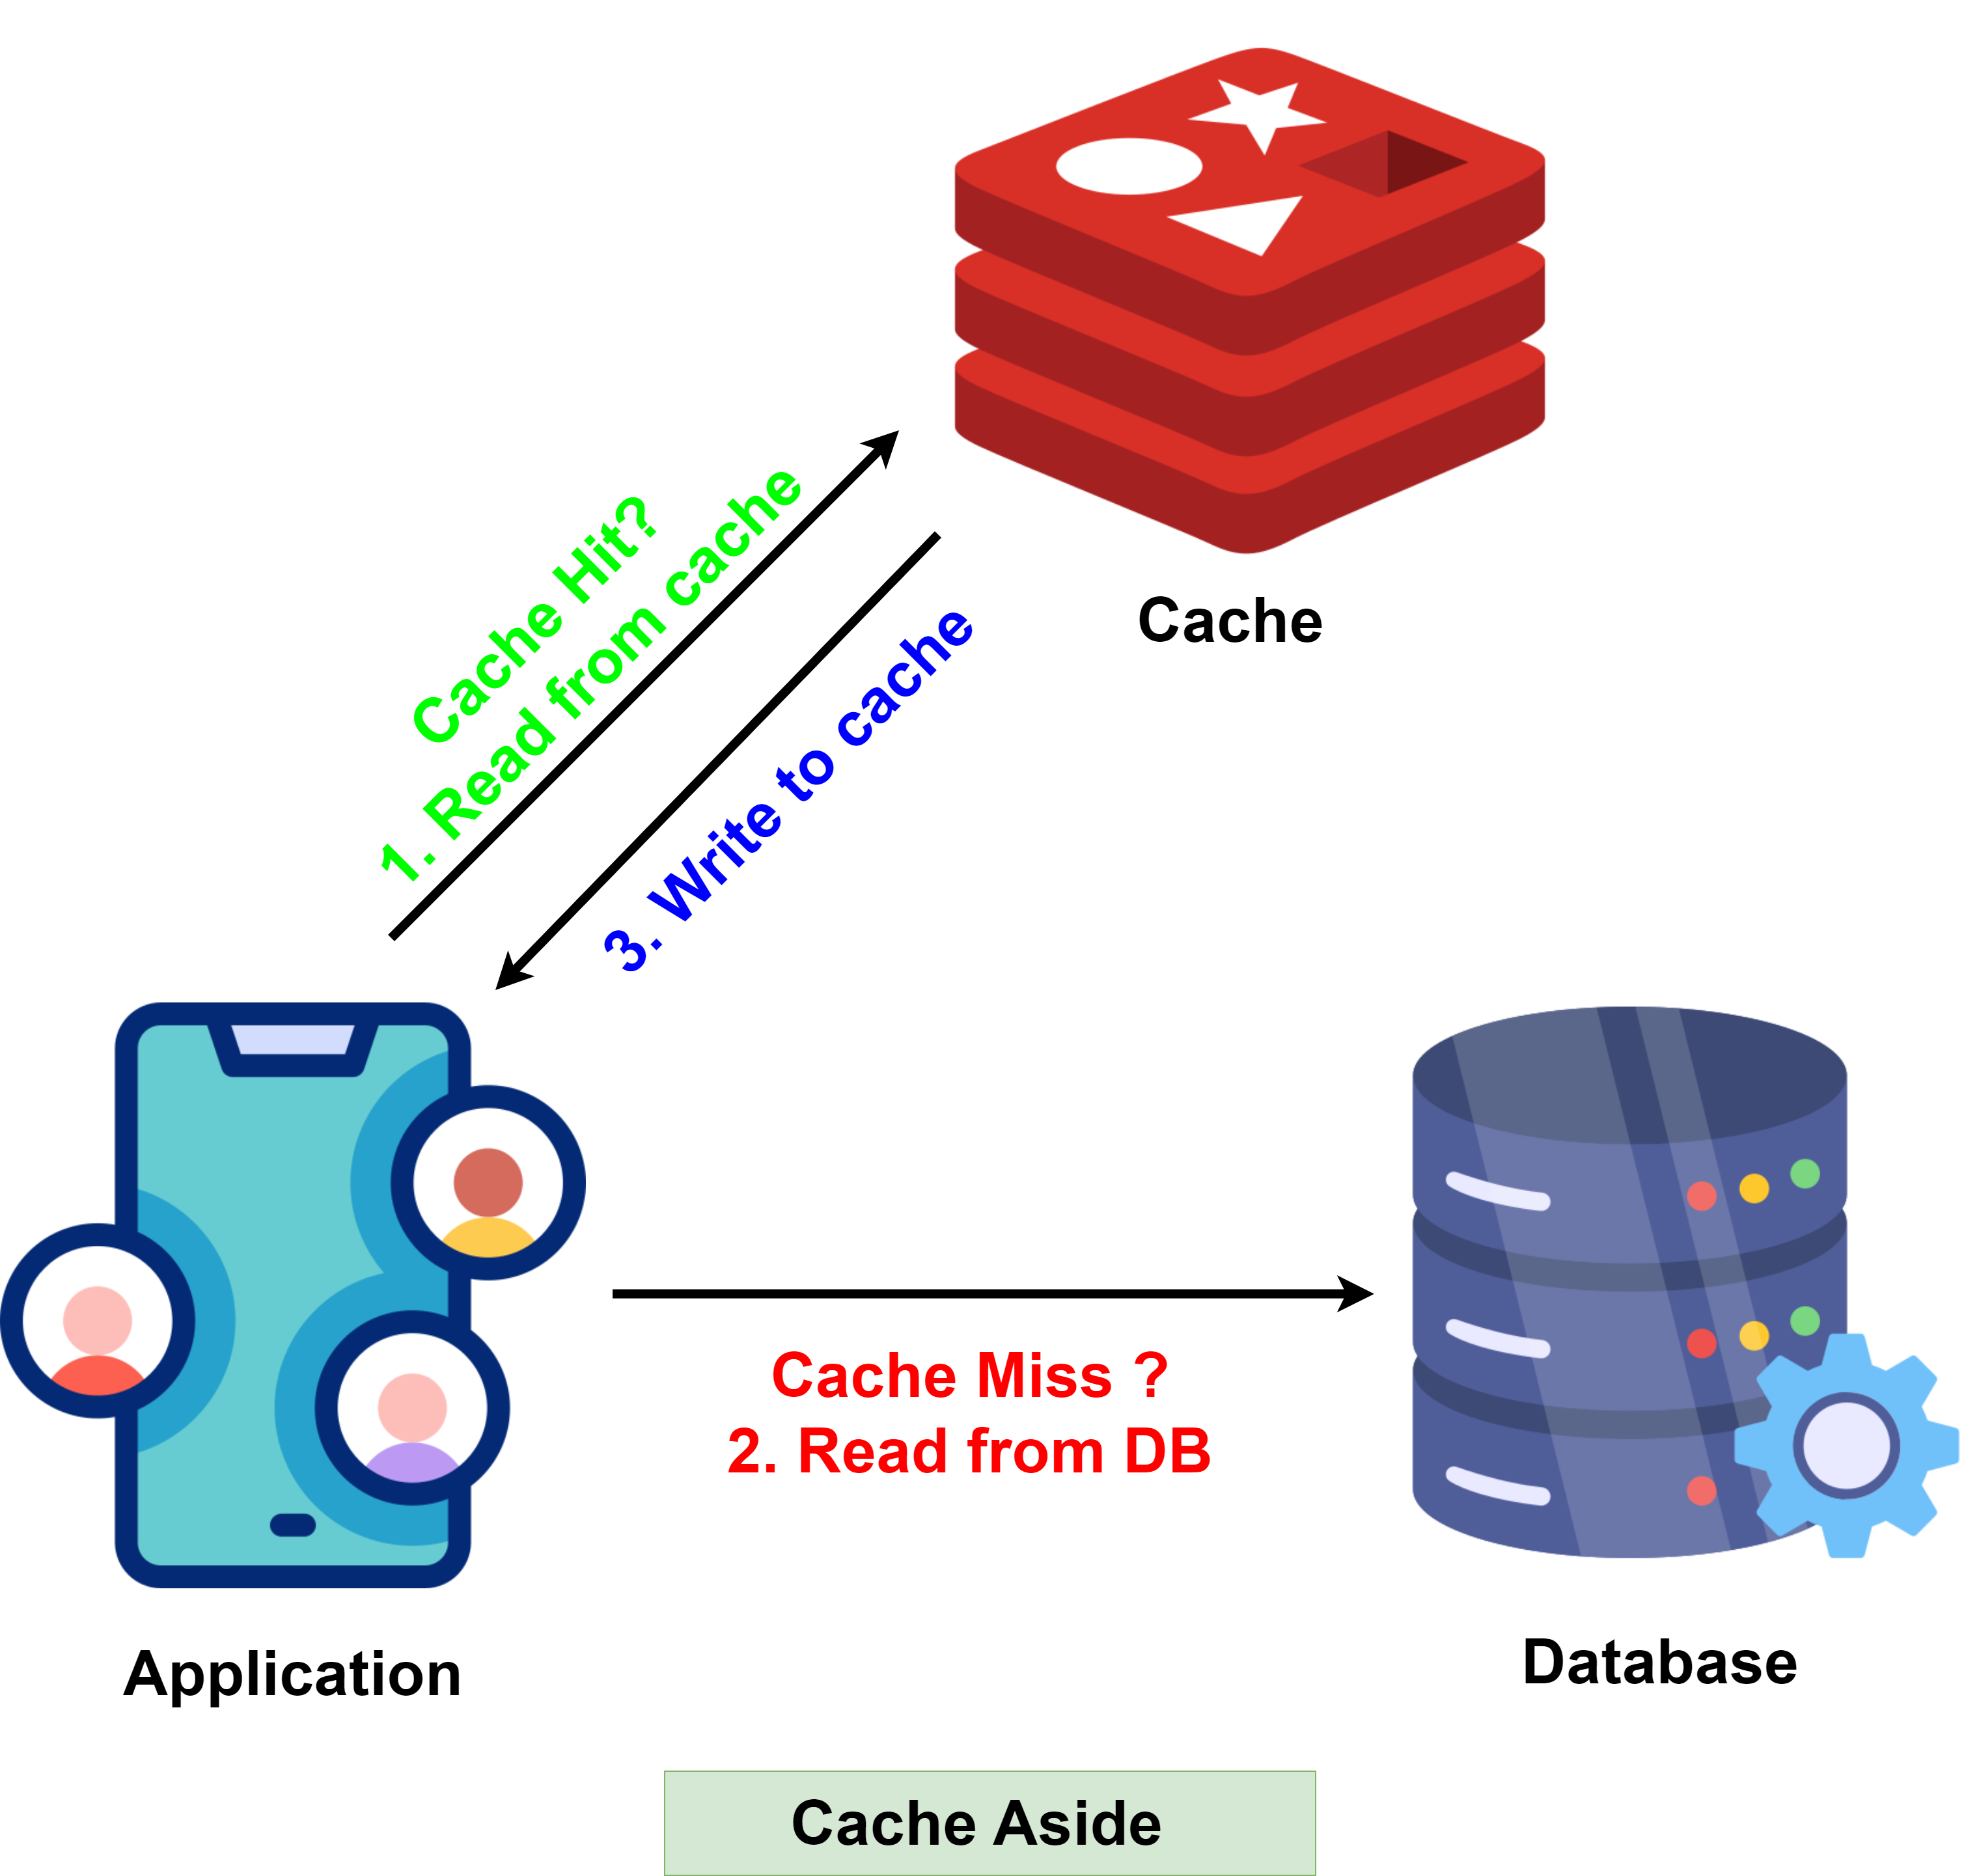 Cache Hit?
1. Read from cache
3. Write to cache
Cache
Cache Miss ?
2. Read from DB
Application
Database
Cache Aside